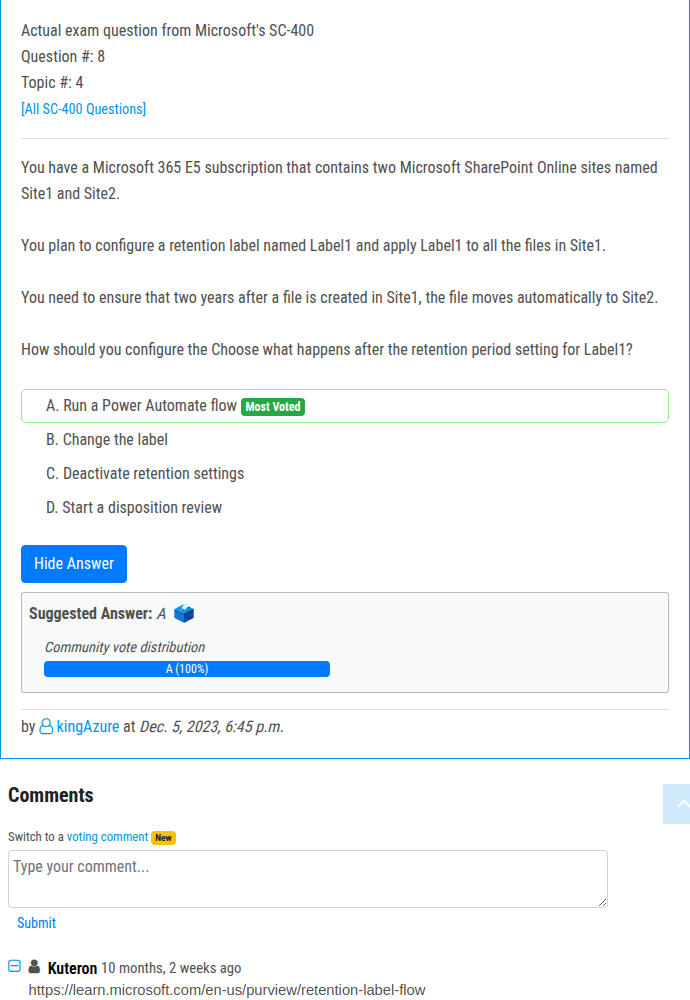 Actual exam question from Microsoft's SC-400
Question #: 8
Topic #: 4
[All SC-400 Questions]
You have a Microsoft 365 E5 subscription that contains two Microsoft SharePoint Online sites named
Site1 and Site2.
You plan to configure a retention label named Label1 and apply Label1 to all the files in Site1.
You need to ensure that two years after a file is created in Site1, the file moves automatically to Site2.
How should you configure the Choose what happens after the retention period setting for Label1?
A. Run a Power Automate flow Most Voted
B. Change the label
C. Deactivate retention settings
D. Start a disposition review
Hide Answer
Suggested Answer: A
Community vote distribution
A (100%)
by kingAzure at Dec. 5, 2023, 6:45 p.m.
Comments
Switch to a voting comment New
Type your comment...
Submit
Kuteron 10 months, 2 weeks ago
https://learn.microsoft.com/en-us/purview/retention-label-flow